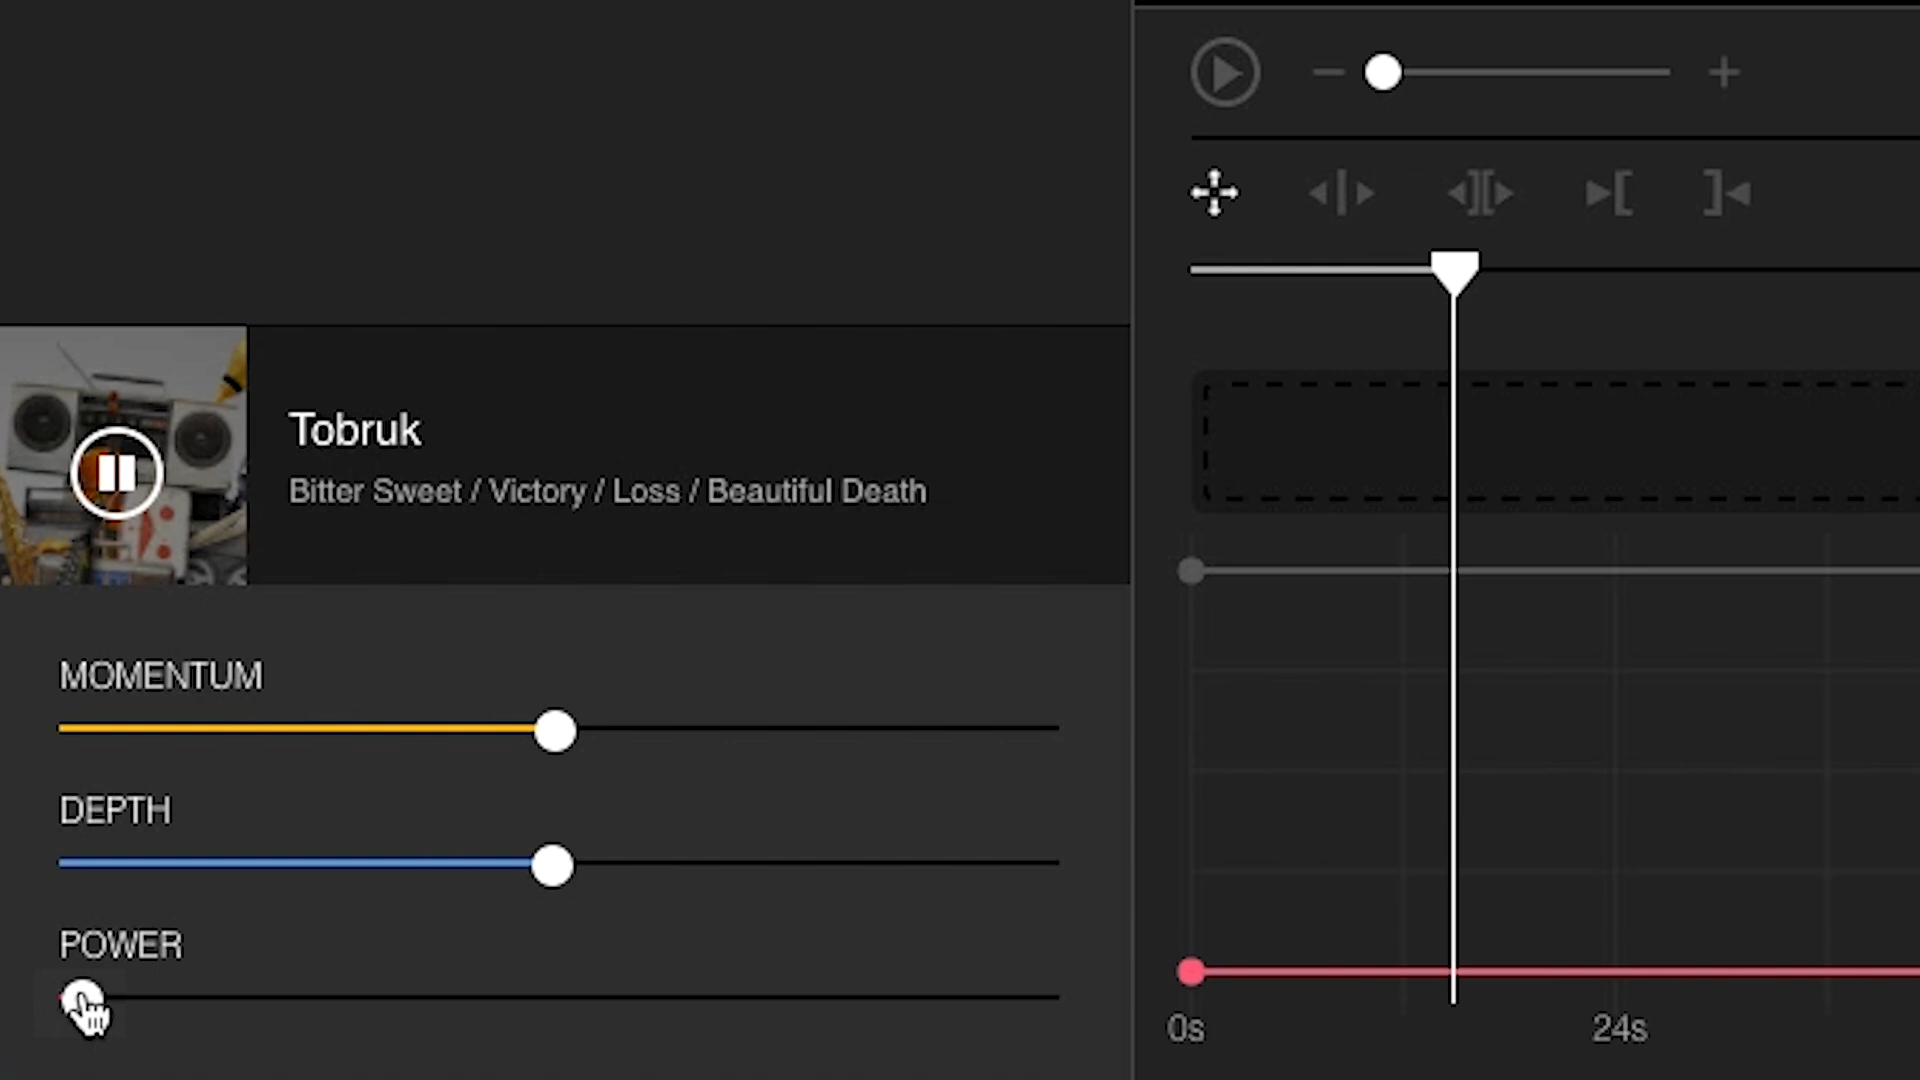 Tobruk
Bitter Sweet / Victory / Loss / Beautiful Death
MOMENTUM
DEPTH
POWER
0s
24s